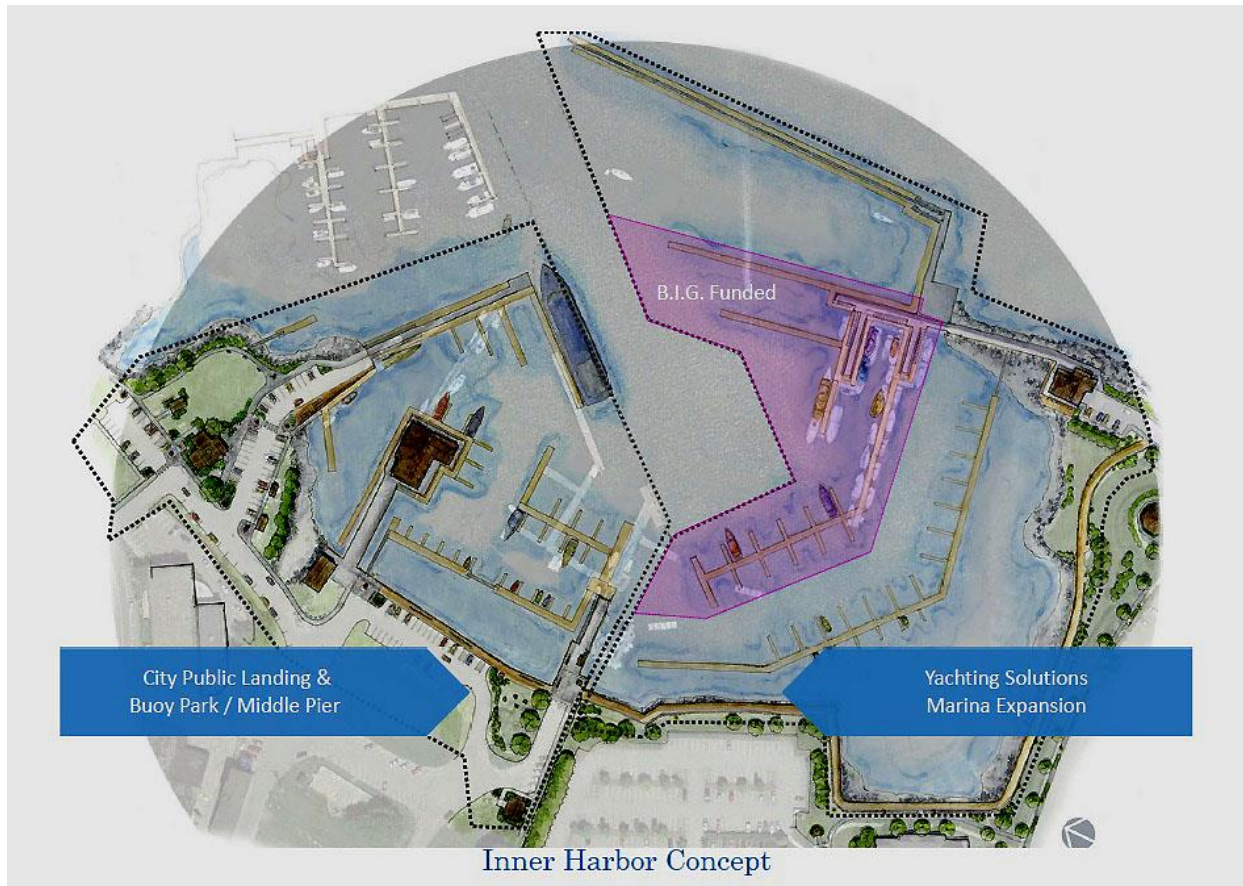 B.I.G. Funded
City Public Landing &
Buoy Park / Middle Pier
Yachting Solutions
Marina Expansion
Inner Harbor Concept